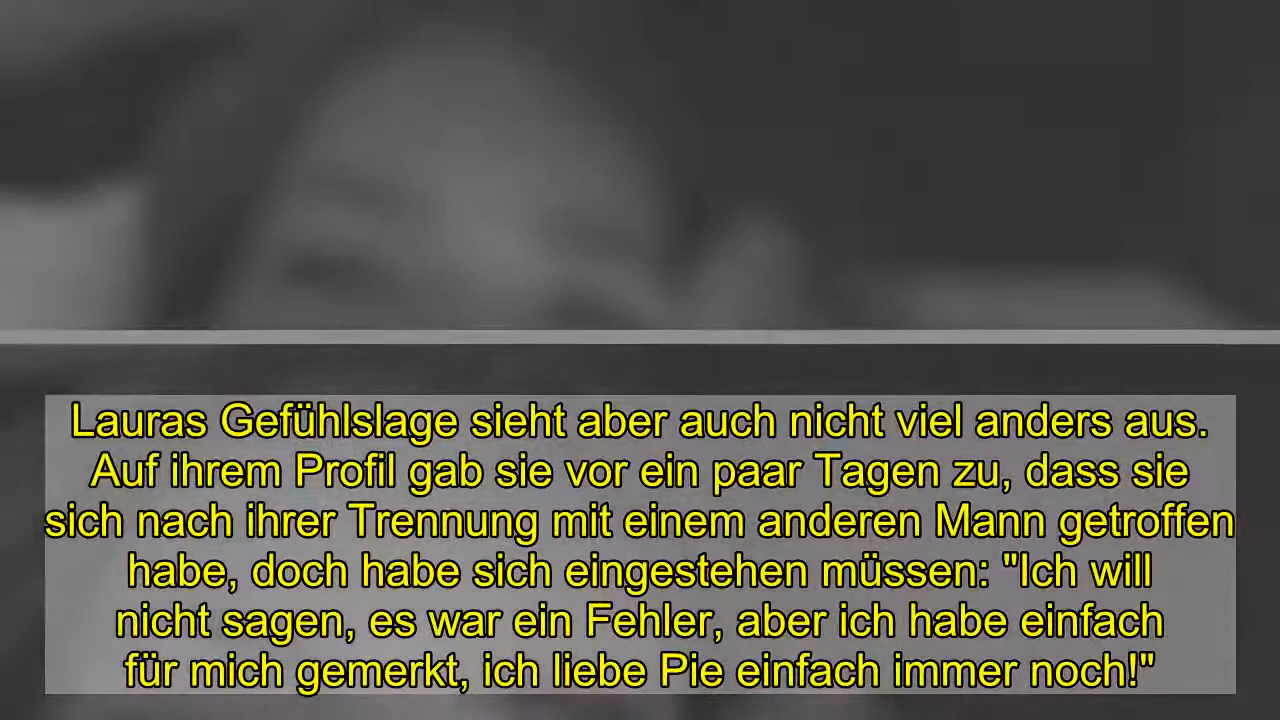 Lauras Gefühlslage sieht aber auch nicht viel anders aus.
Auf ihrem Profil gab sie vor ein paar Tagen zu, dass sie
sich nach ihrer Trennung mit einem anderen Mann getroffen
habe, doch habe sich eingestehen müssen: "Ich will
nicht sagen, es war ein Fehler, aber ich habe einfach
für mich gemerkt, ich liebe Pie einfach immer noch!"